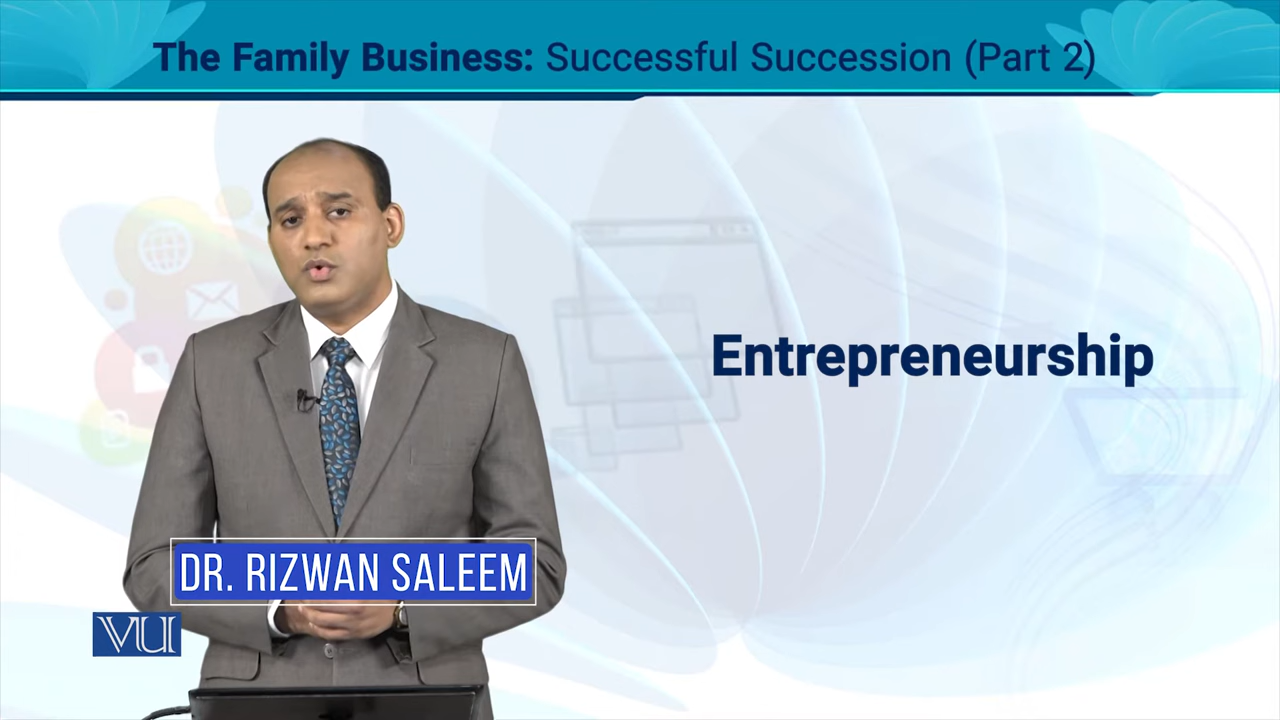 The Family Business: Successful Succession (Part 2)
Entrepreneurship
DR. RIZWAN SALEEM
VU